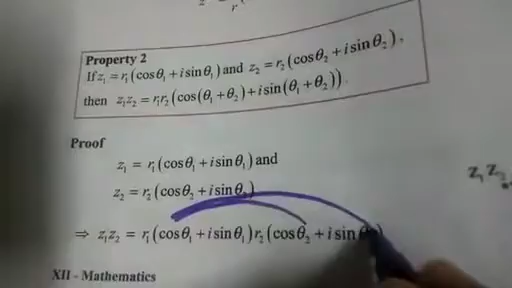 r
Property 2
If z₁ = r₁(cosθ₁ + i sinθ₁) and z₂ = r₂(cosθ₂ + i sinθ₂),
then z₁z₂ = r₁r₂(cos(θ₁ + θ₂) + i sin(θ₁ + θ₂)).
Proof
z₁ = r₁(cosθ₁ + i sinθ₁) and
z₂ = r₂(cosθ₂ + i sinθ₂)
z₁z₂
⇒ z₁z₂ = r₁(cosθ₁ + i sinθ₁)r₂(cosθ₂ + i sin
XII - Mathematics